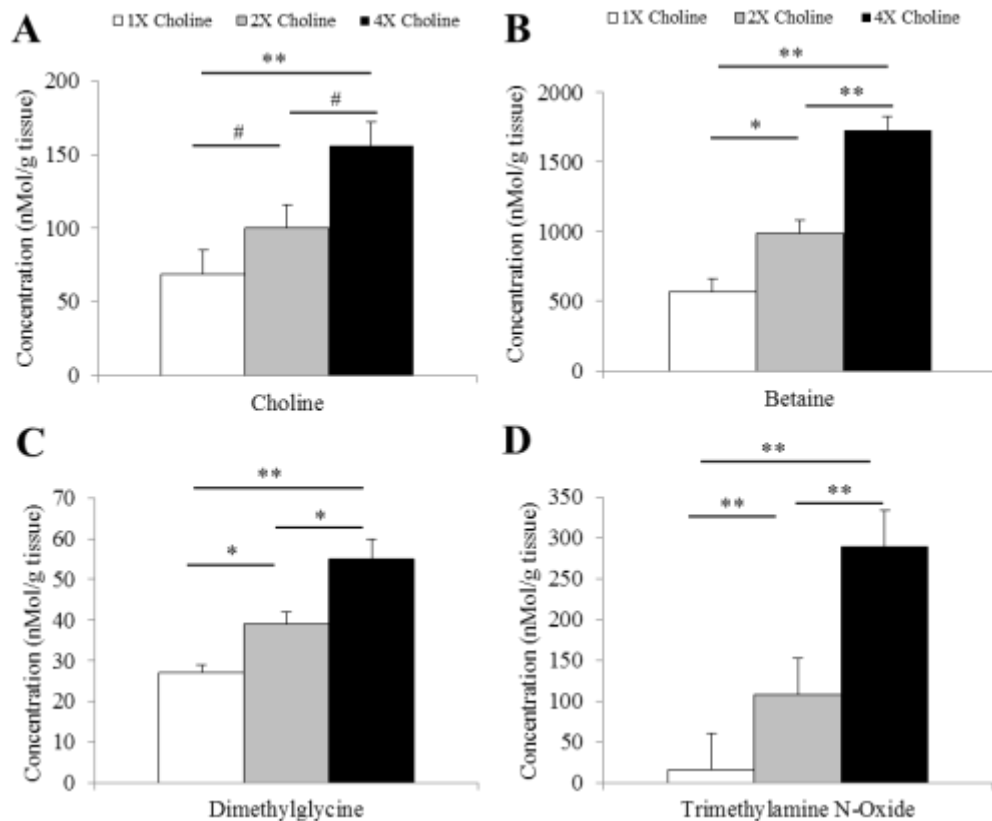 A
1X Choline 2X Choline 4X Choline
**
#
#
200
150
100
50
0
Concentration (nMol/g tissue)
Choline
B
1X Choline 2X Choline 4X Choline
**
**
*
2000
1500
1000
500
0
Concentration (nMol/g tissue)
Betaine
C
**
*
*
70
60
50
40
30
20
10
0
Concentration (nMol/g tissue)
Dimethylglycine
D
**
**
**
350
300
250
200
150
100
50
0
Concentration (nMol/g tissue)
Trimethylamine N-Oxide